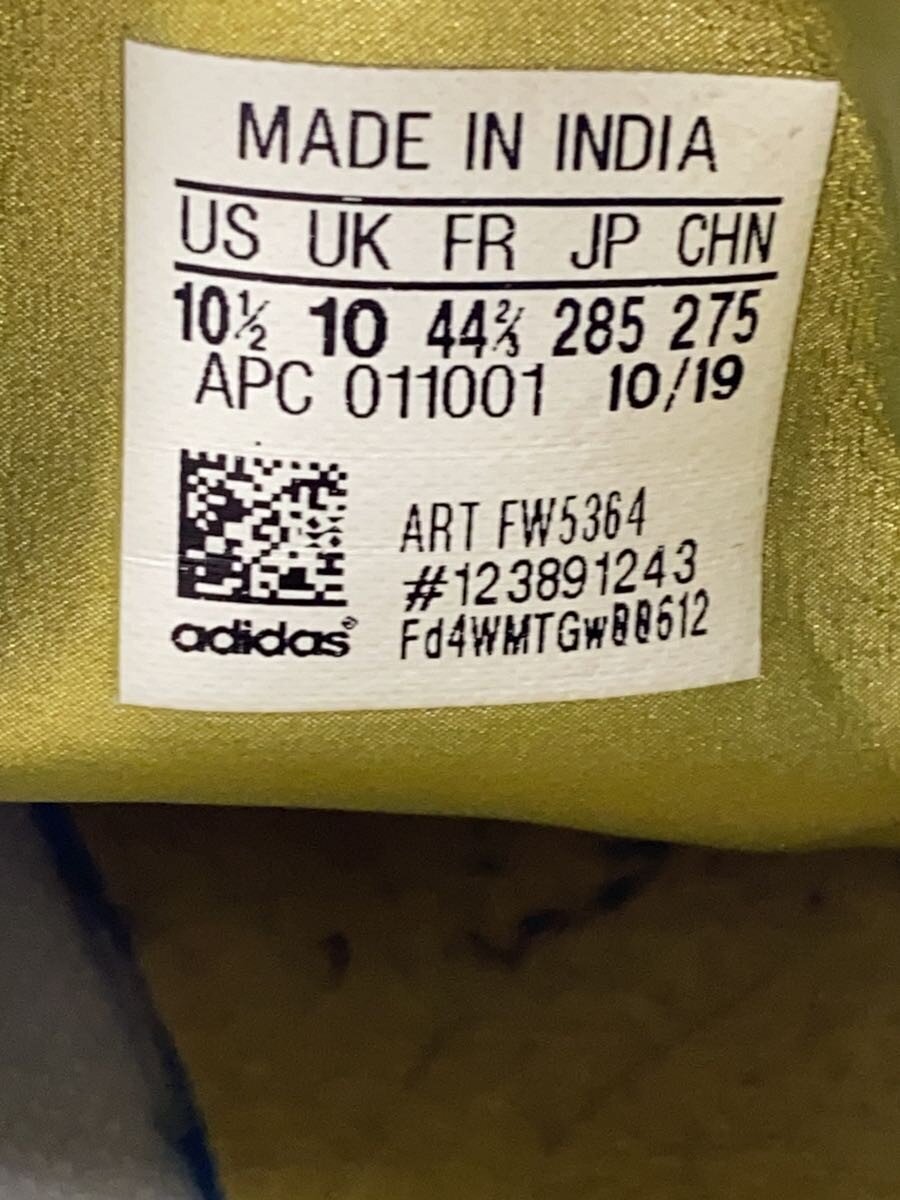 MADE IN INDIA
US UK FR JP CHN
10½ 10 44⅔ 285 275
APC 011001 10/19
ART FW5364
#123891243
Fd4WMTGw00612
adidas®